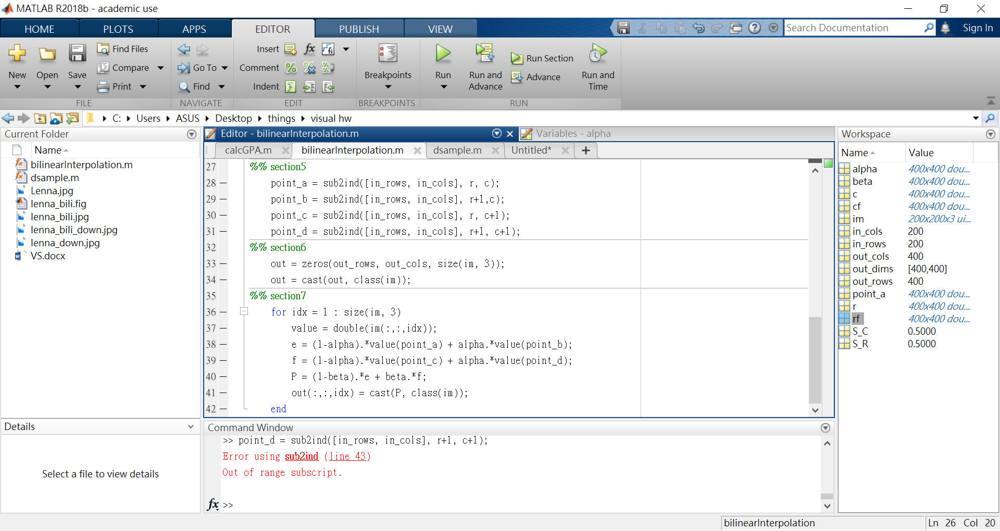 MATLAB R2018b - academic use
HOME PLOTS APPS EDITOR PUBLISH VIEW
Search Documentation
Sign In
New
Open
Save
Find Files
Compare
Print
FILE
Go To
Find
NAVIGATE
Insert
Comment
Indent
EDIT
Breakpoints
BREAKPOINTS
Run
Run and Advance
Run Section
Advance
Run and Time
RUN
C: Users ASUS Desktop things visual hw
Current Folder
Name
bilinearInterpolation.m
dsample.m
Lenna.jpg
lenna_bili.fig
lenna_bili.jpg
lenna_bili_down.jpg
lenna_down.jpg
VS.docx
Details
Select a file to view details
Editor - bilinearInterpolation.m
Variables - alpha
calcGPA.m bilinearInterpolation.m dsample.m Untitled* +
27 %% section5
28 – point_a = sub2ind([in_rows, in_cols], r, c);
29 – point_b = sub2ind([in_rows, in_cols], r+1,c);
30 – point_c = sub2ind([in_rows, in_cols], r, c+1);
31 – point_d = sub2ind([in_rows, in_cols], r+1, c+1);
32 %% section6
33 – out = zeros(out_rows, out_cols, size(im, 3));
34 – out = cast(out, class(im));
35 %% section7
36 – for idx = 1 : size(im, 3)
37 – value = double(im(:,:,idx));
38 – e = (1-alpha).*value(point_a) + alpha.*value(point_b);
39 – f = (1-alpha).*value(point_c) + alpha.*value(point_d);
40 – P = (1-beta).*e + beta.*f;
41 – out(:,:,idx) = cast(P, class(im));
42 – end
Command Window
>> point_d = sub2ind([in_rows, in_cols], r+1, c+1);
Error using sub2ind (line 43)
Out of range subscript.
fx >>
Workspace
Name Value
alpha 400x400 dou...
beta 400x400 dou...
c 400x400 dou...
cf 400x400 dou...
im 200x200x3 ui...
in_cols 200
in_rows 200
out_cols 400
out_dims [400,400]
out_rows 400
point_a 400x400 dou...
r 400x400 dou...
rf 400x400 dou...
S_C 0.5000
S_R 0.5000
bilinearInterpolation
Ln 26 Col 20